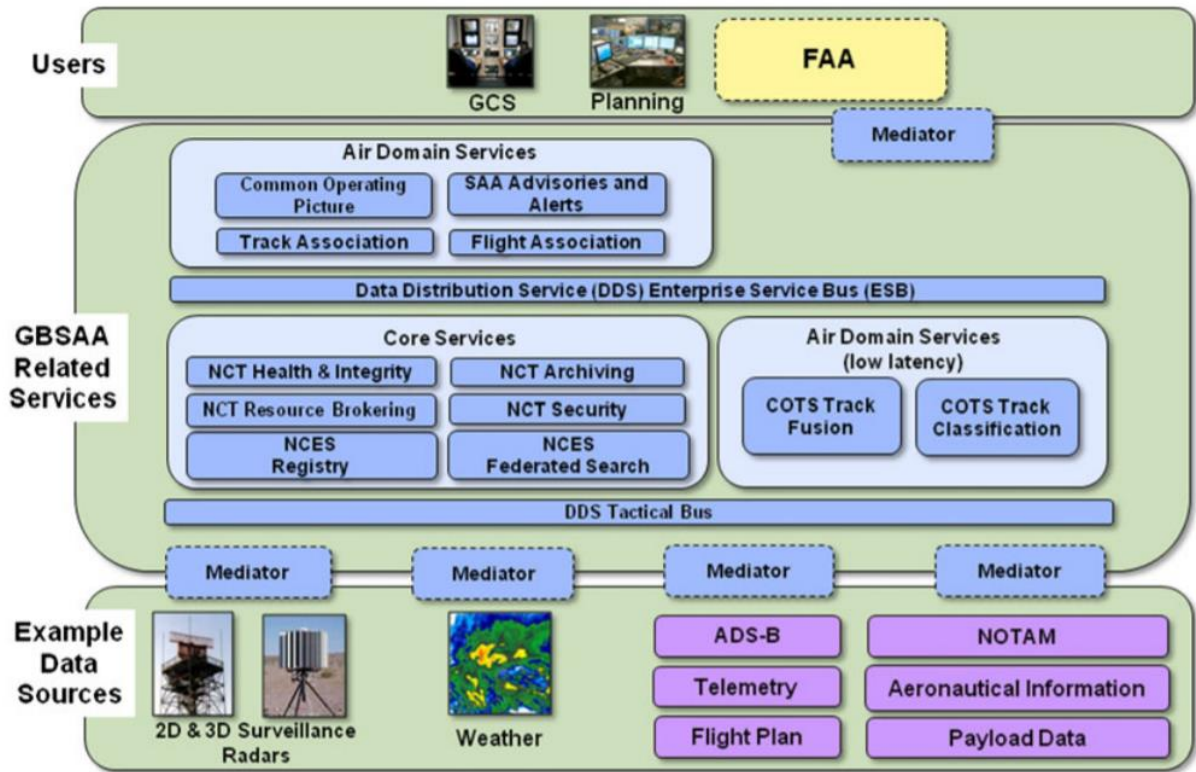 Users
GCS
Planning
FAA
Mediator
GBSAA
Related
Services
Air Domain Services
Common Operating
Picture
SAA Advisories and
Alerts
Track Association
Flight Association
Data Distribution Service (DDS) Enterprise Service Bus (ESB)
Core Services
NCT Health & Integrity
NCT Archiving
NCT Resource Brokering
NCT Security
NCES
Registry
NCES
Federated Search
Air Domain Services
(low latency)
COTS Track
Fusion
COTS Track
Classification
DDS Tactical Bus
Mediator
Mediator
Mediator
Mediator
Example
Data
Sources
2D & 3D Surveillance
Radars
Weather
ADS-B
Telemetry
Flight Plan
NOTAM
Aeronautical Information
Payload Data